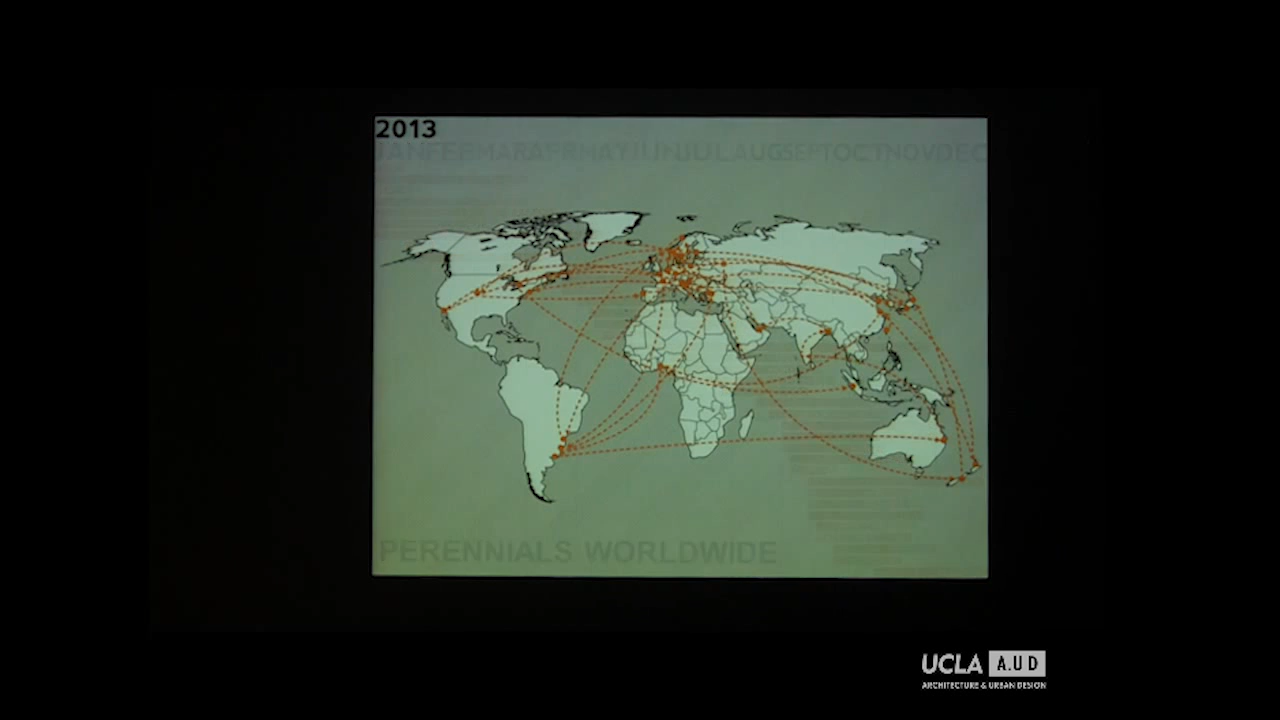 2013
JANFEBMARAPRMAYJUNJULAUGSEPTOCTNOVDEC
PERENNIALS WORLDWIDE
UCLA A.UD
ARCHITECTURE & URBAN DESIGN